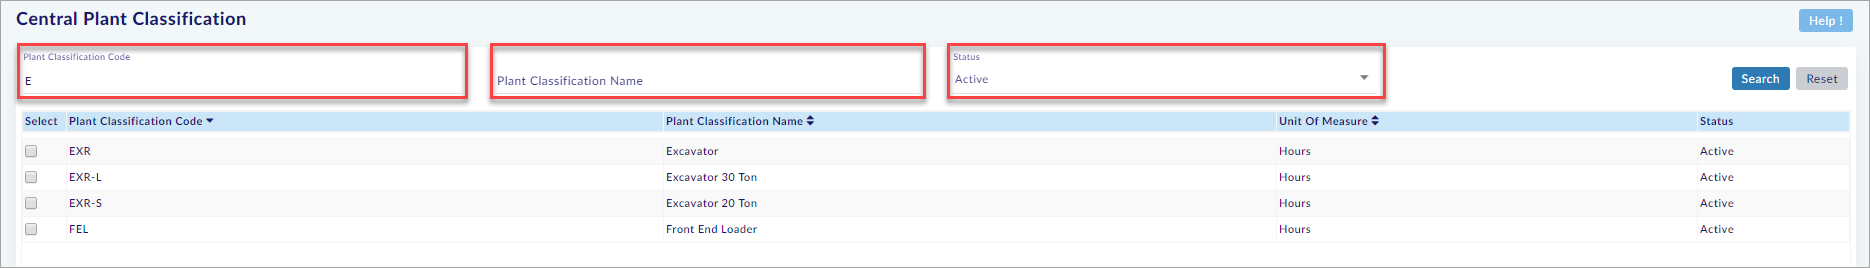 Central Plant Classification
Help !
Plant Classification Code
E
Plant Classification Name
Status
Active
Search
Reset
Select Plant Classification Code Plant Classification Name Unit Of Measure Status
EXR Excavator Hours Active
EXR-L Excavator 30 Ton Hours Active
EXR-S Excavator 20 Ton Hours Active
FEL Front End Loader Hours Active